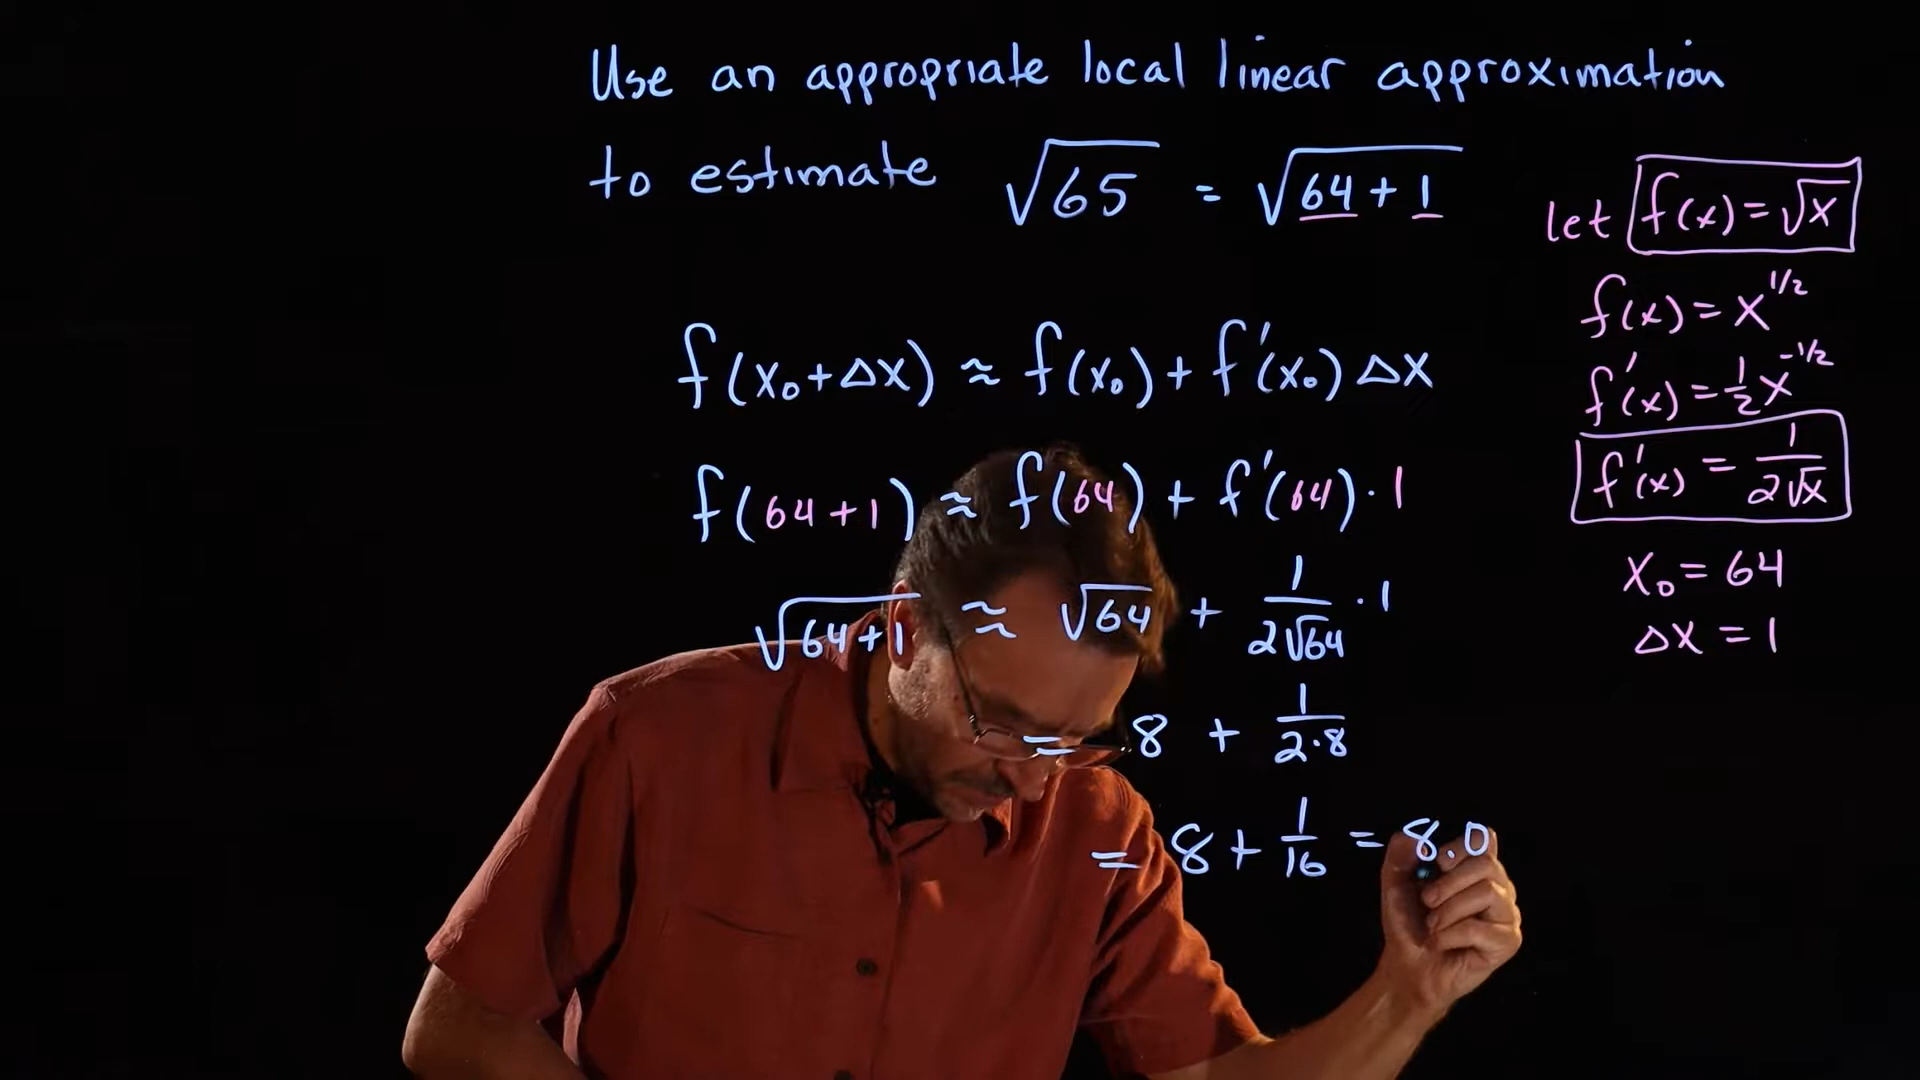 Use an appropriate local linear approximation
to estimate √65 = √64 + 1
let f(x) = √x
f(x) = x^1/2
f'(x) = 1/2 x^-1/2
f'(x) = 1/2√x
x₀ = 64
Δx = 1
f(x₀+Δx) ≈ f(x₀) + f'(x₀) Δx
f(64+1) ≈ f(64) + f'(64)·1
√64+1 ≈ √64 + 1/2√64 ·1
= 8 + 1/2·8
= 8 + 1/16 = 8.0